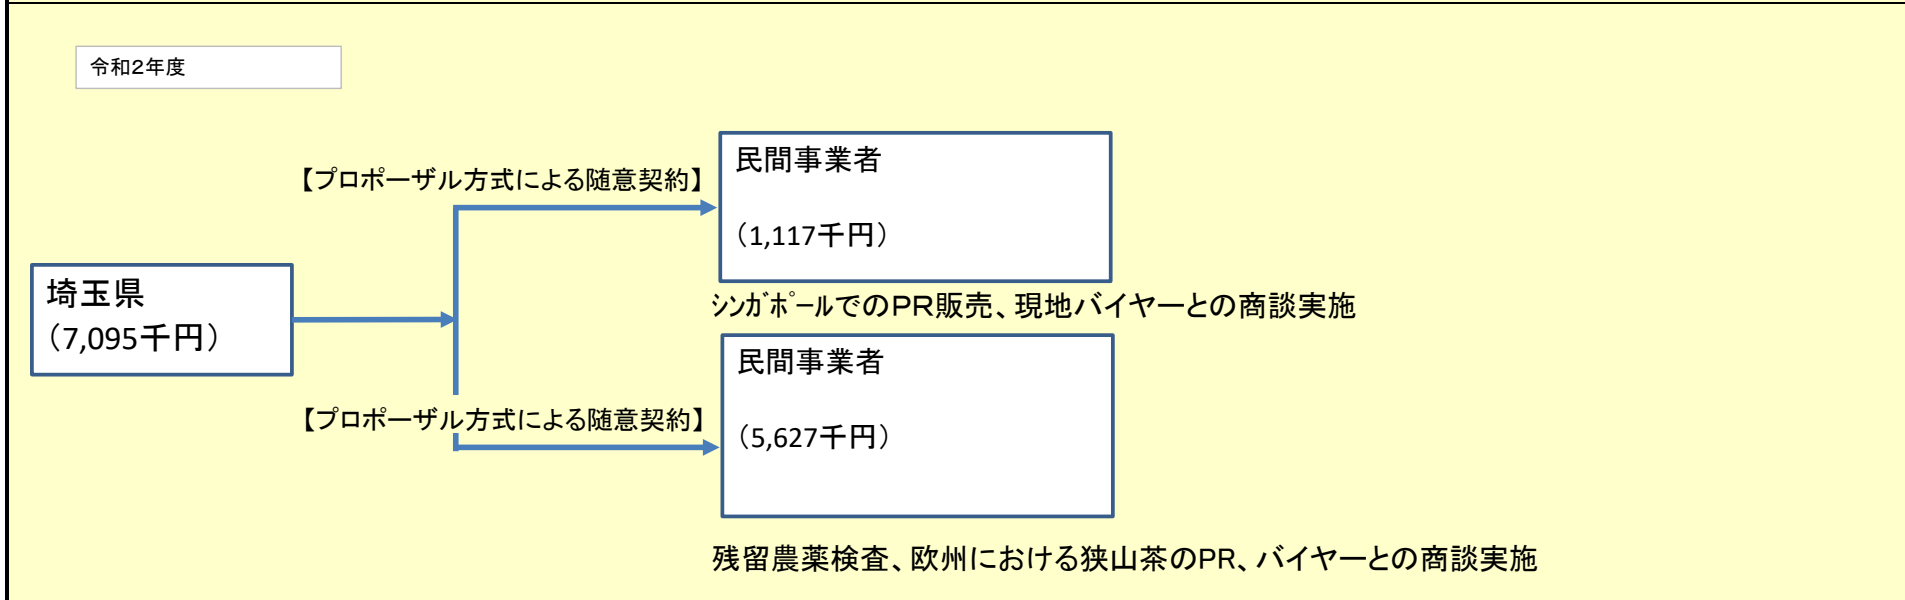 令和2年度
【プロポーザル方式による随意契約】
民間事業者
（1,117千円）
埼玉県
（7,095千円）
ｼﾝｶﾞﾎﾟｰﾙでのPR販売、現地バイヤーとの商談実施
【プロポーザル方式による随意契約】
民間事業者
（5,627千円）
残留農薬検査、欧州における狭山茶のPR、バイヤーとの商談実施